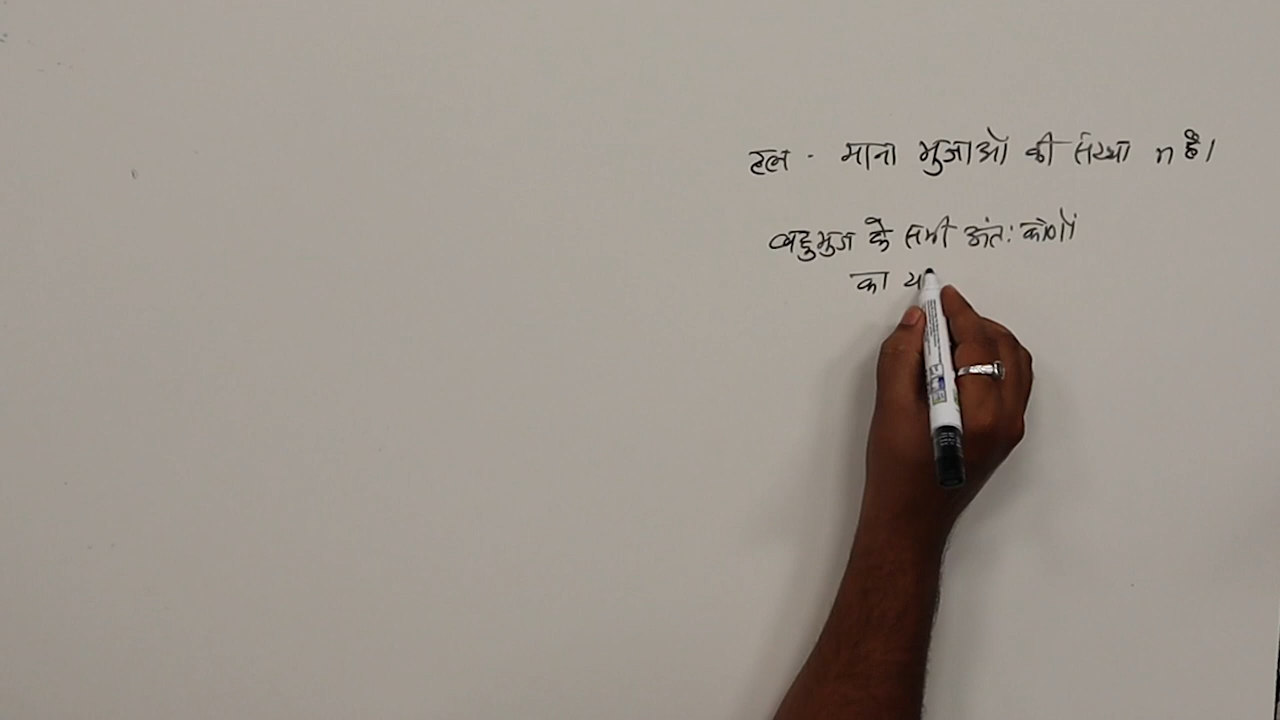 हल - माना भुजाओं की संख्या n है।
बहुभुज के सभी अंतः कोणों
का य